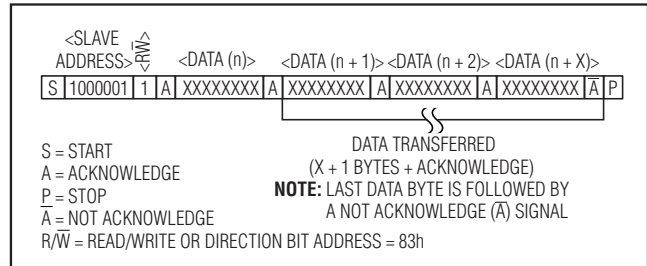 <SLAVE
ADDRESS> <RW̅> <DATA (n)> <DATA (n + 1)> <DATA (n + 2)> <DATA (n + X)>
S 1000001 1 A XXXXXXXX A XXXXXXXX A XXXXXXXX A XXXXXXXX A̅ P
DATA TRANSFERRED
(X + 1 BYTES + ACKNOWLEDGE)
NOTE: LAST DATA BYTE IS FOLLOWED BY
A NOT ACKNOWLEDGE (A̅) SIGNAL
S = START
A = ACKNOWLEDGE
P = STOP
A̅ = NOT ACKNOWLEDGE
R/W̅ = READ/WRITE OR DIRECTION BIT ADDRESS = 83h